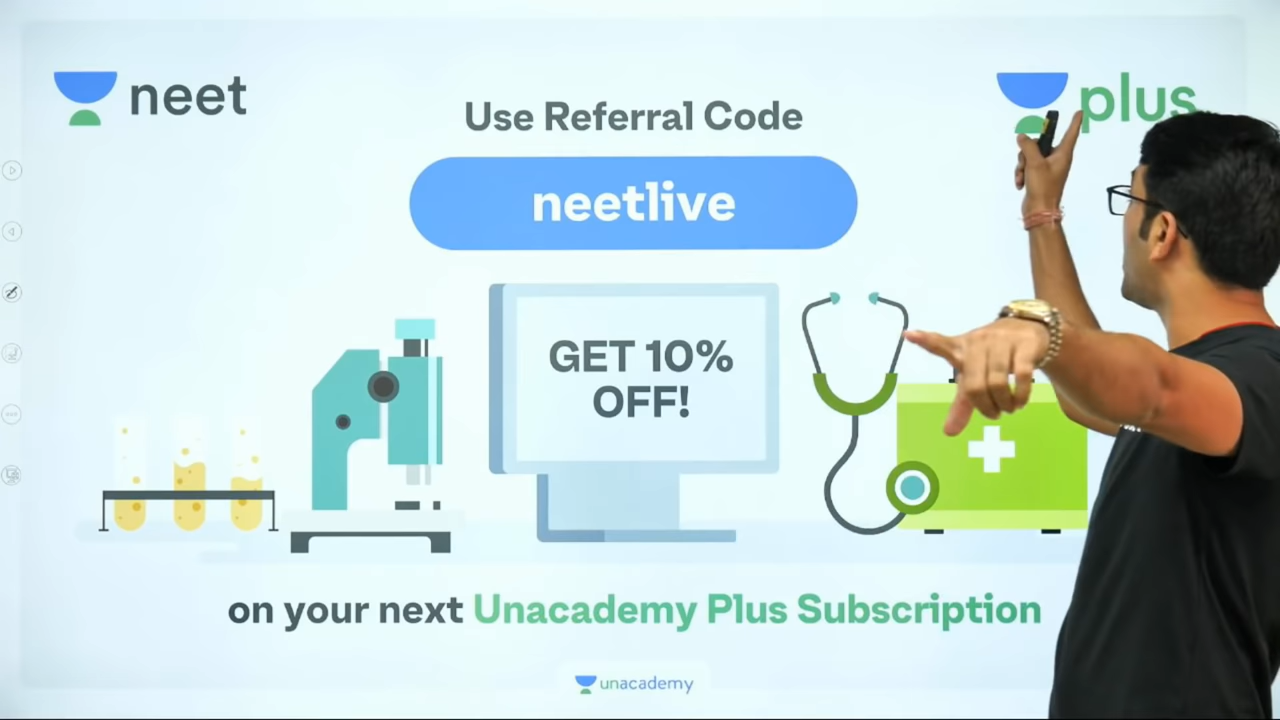 neet
Use Referral Code
plus
neetlive
GET 10%
OFF!
on your next Unacademy Plus Subscription
unacademy